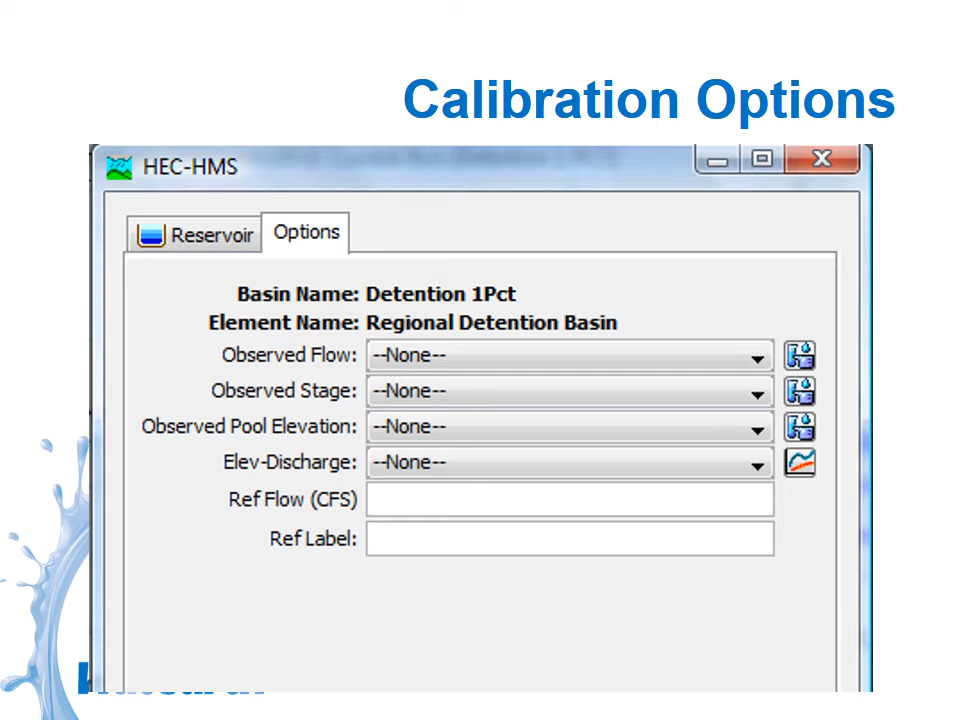 Calibration Options
HEC-HMS
Reservoir Options
Basin Name: Detention 1Pct
Element Name: Regional Detention Basin
Observed Flow: --None--
Observed Stage: --None--
Observed Pool Elevation: --None--
Elev-Discharge: --None--
Ref Flow (CFS)
Ref Label: